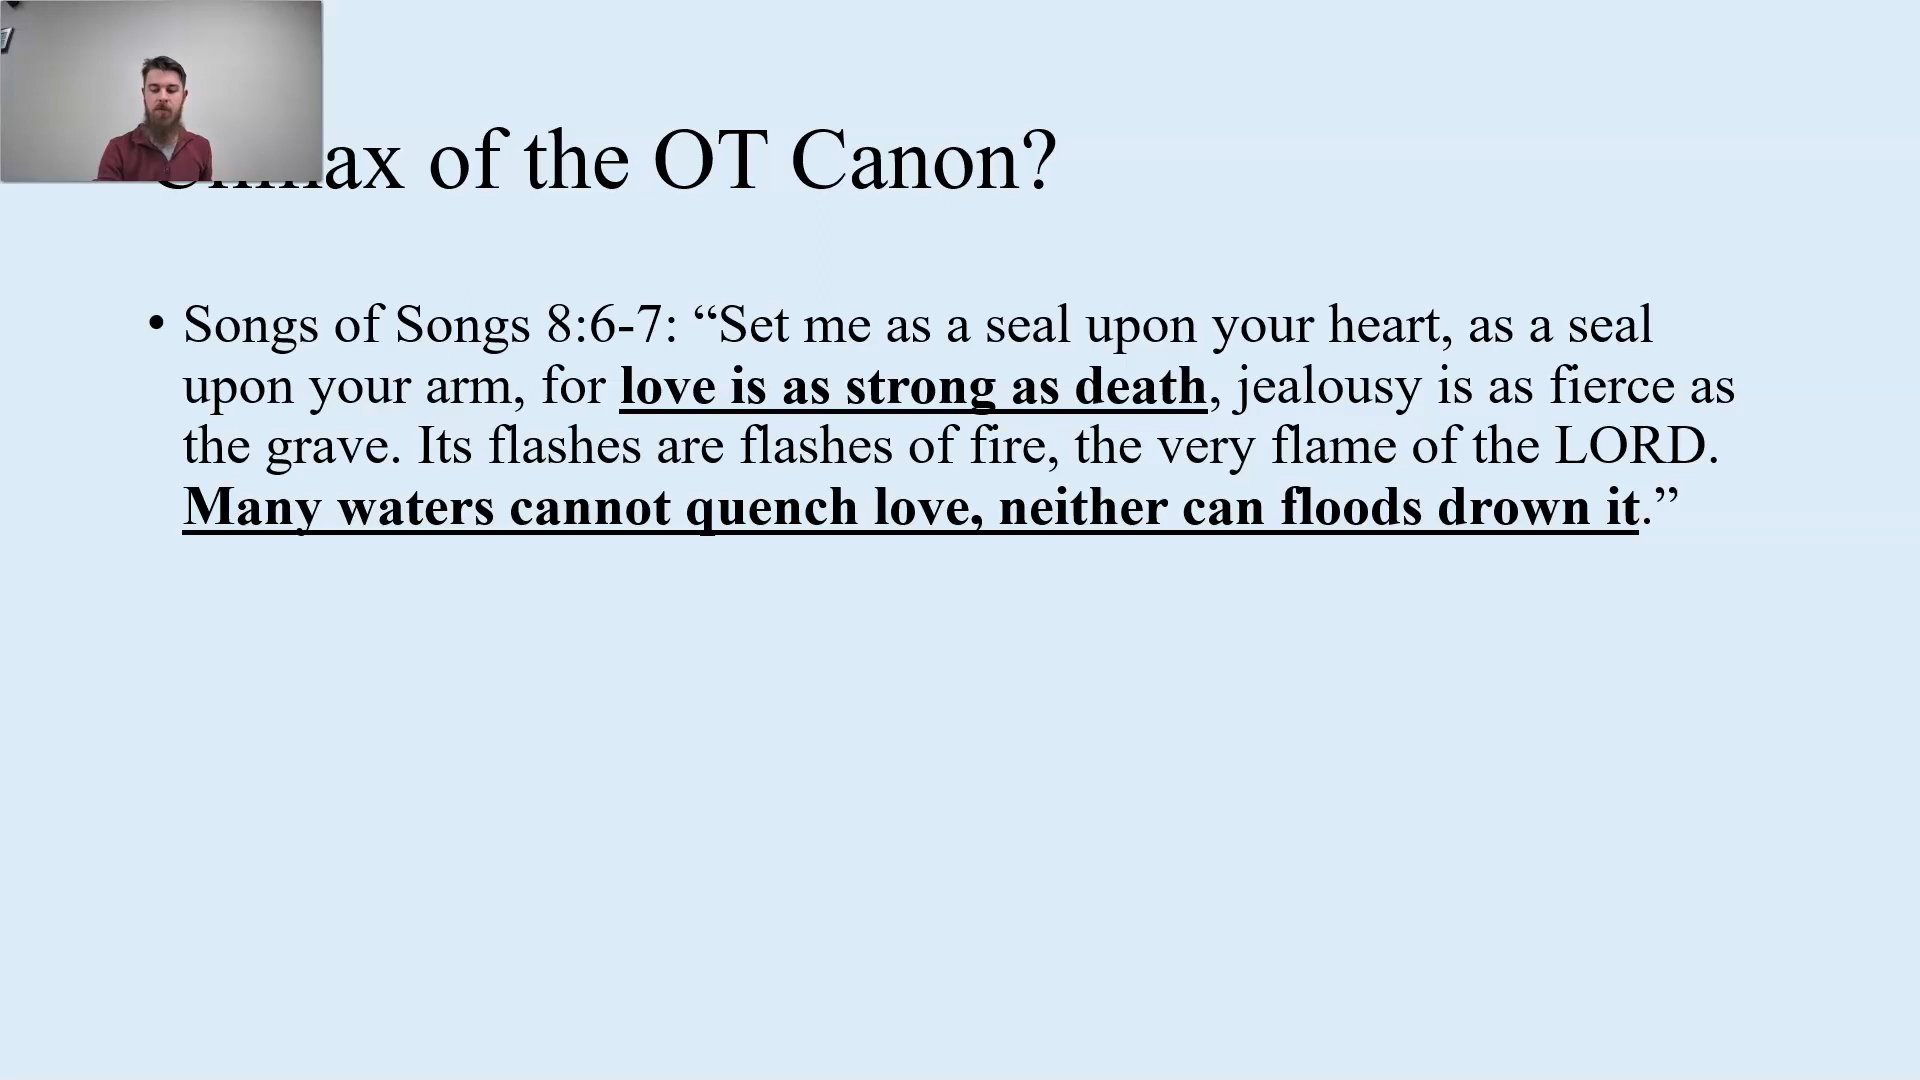 of the OT Canon?
• Songs of Songs 8:6-7: “Set me as a seal upon your heart, as a seal
upon your arm, for love is as strong as death, jealousy is as fierce as
the grave. Its flashes are flashes of fire, the very flame of the LORD.
Many waters cannot quench love, neither can floods drown it.”